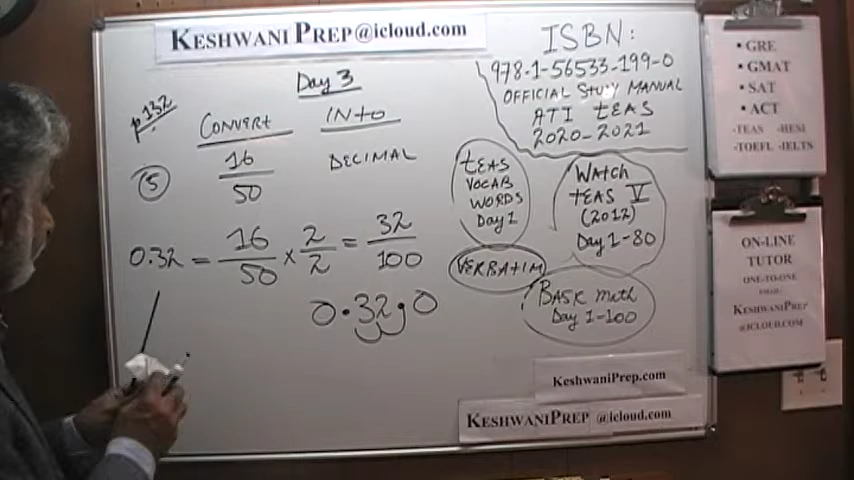 KESHWANIPREP@icloud.com
Day 3
p.132
CONVERT INTO
5 16/50 DECIMAL
0.32 = 16/50 × 2/2 = 32/100
0.32.0
ISBN:
978-1-56533-199-0
OFFICIAL STUDY MANUAL
ATI TEAS
2020-2021
TEAS
VOCAB
WORDS
Day 1
VERBATIM
WATCH
TEAS V
(2012)
Day 1-80
BASIC math
Day 1-100
KESHWANIPREP.com
KESHWANIPREP @icloud.com
• GRE
• GMAT
• SAT
• ACT
-TEAS -HESI
-TOEFL -IELTS
ON-LINE
TUTOR
ONE-TO-ONE
EMAIL:
KESHWANIPREP
@ICLOUD.COM